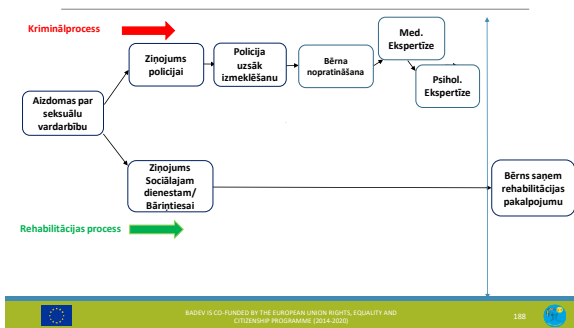 Kriminālprocess
Ziņojums
policijai
Policija
uzsāk
izmeklēšanu
Bērna
nopratināšana
Med.
Ekspertīze
Psihol.
Ekspertīze
Aizdomas par
seksuālu
vardarbību
Ziņojums
Sociālajam
dienestam/
Bāriņtiesai
Bērns saņem
rehabilitācijas
pakalpojumu
Rehabilitācijas process
BADEV IS CO-FUNDED BY THE EUROPEAN UNION RIGHTS, EQUALITY AND
CITIZENSHIP PROGRAMME (2014-2020)
188